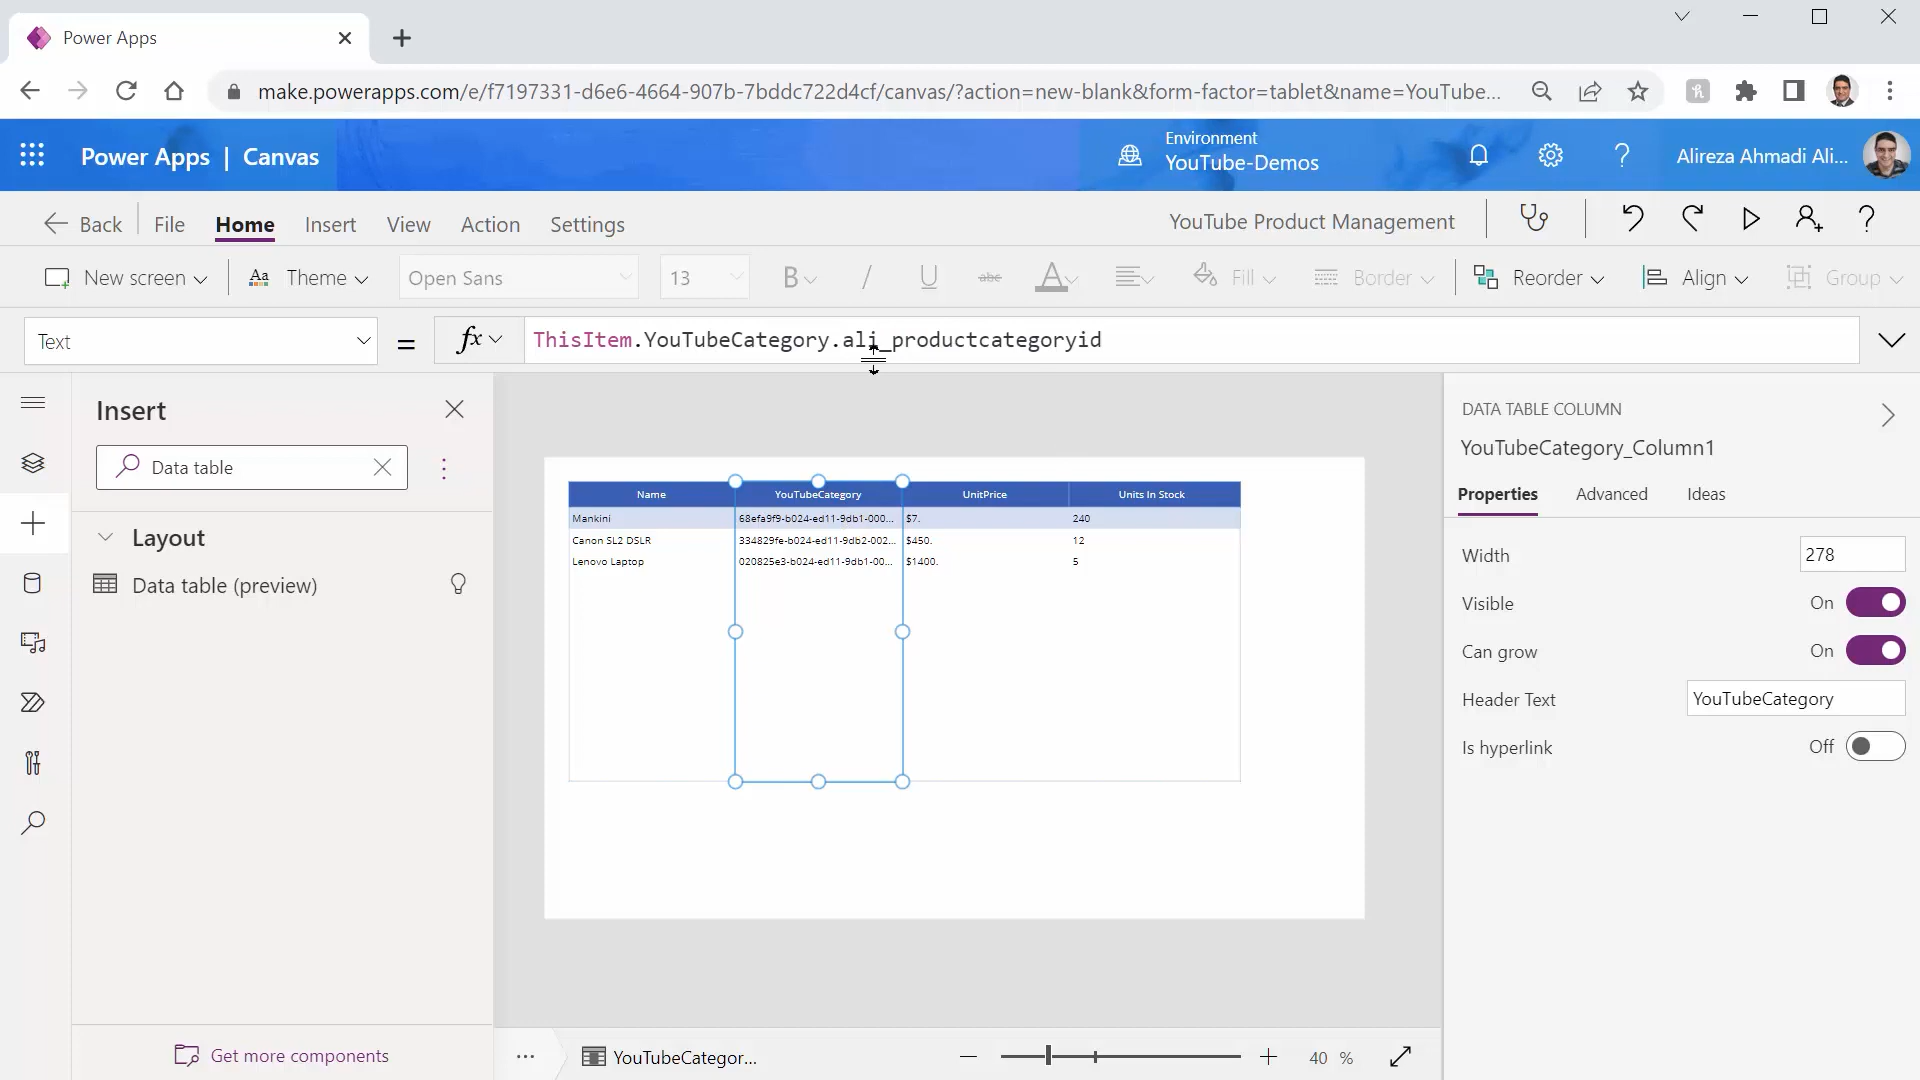 Power Apps
make.powerapps.com/e/f7197331-d6e6-4664-907b-7bddc722d4cf/canvas/?action=new-blank&form-factor=tablet&name=YouTube...
Power Apps | Canvas
Environment
YouTube-Demos
Alireza Ahmadi Ali...
Back
File
Home
Insert
View
Action
Settings
YouTube Product Management
New screen
Theme
Open Sans
13
B
abc
Fill
Border
Reorder
Align
Group
Text
=
fx
ThisItem.YouTubeCategory.ali_productcategoryid
Insert
Data table
Layout
Data table (preview)
Get more components
Name YouTubeCategory UnitPrice Units In Stock
Mankini 68efa9f9-b024-ed11-9db1-000... $7. 240
Canon SL2 DSLR 334829fe-b024-ed11-9db2-002... $450. 12
Lenovo Laptop 020825e3-b024-ed11-9db1-00... $1400. 5
... YouTubeCategor...
40 %
DATA TABLE COLUMN
YouTubeCategory_Column1
Properties
Advanced
Ideas
Width 278
Visible On
Can grow On
Header Text YouTubeCategory
Is hyperlink Off